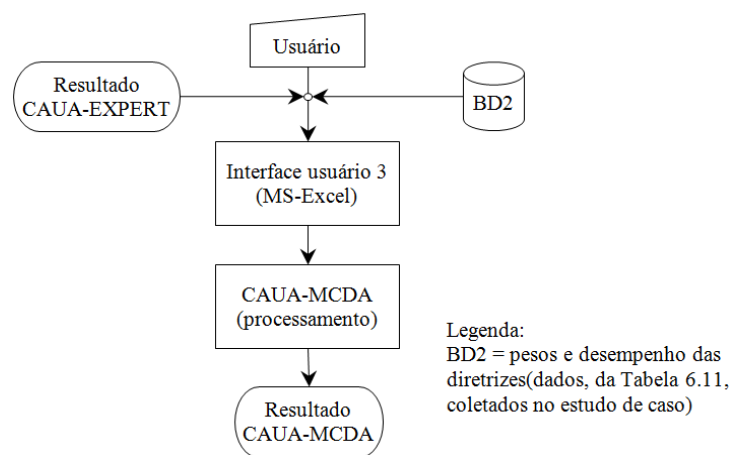 Usuário
Resultado
CAUA-EXPERT
BD2
Interface usuário 3
(MS-Excel)
CAUA-MCDA
(processamento)
Legenda:
BD2 = pesos e desempenho das
diretrizes(dados, da Tabela 6.11,
coletados no estudo de caso)
Resultado
CAUA-MCDA